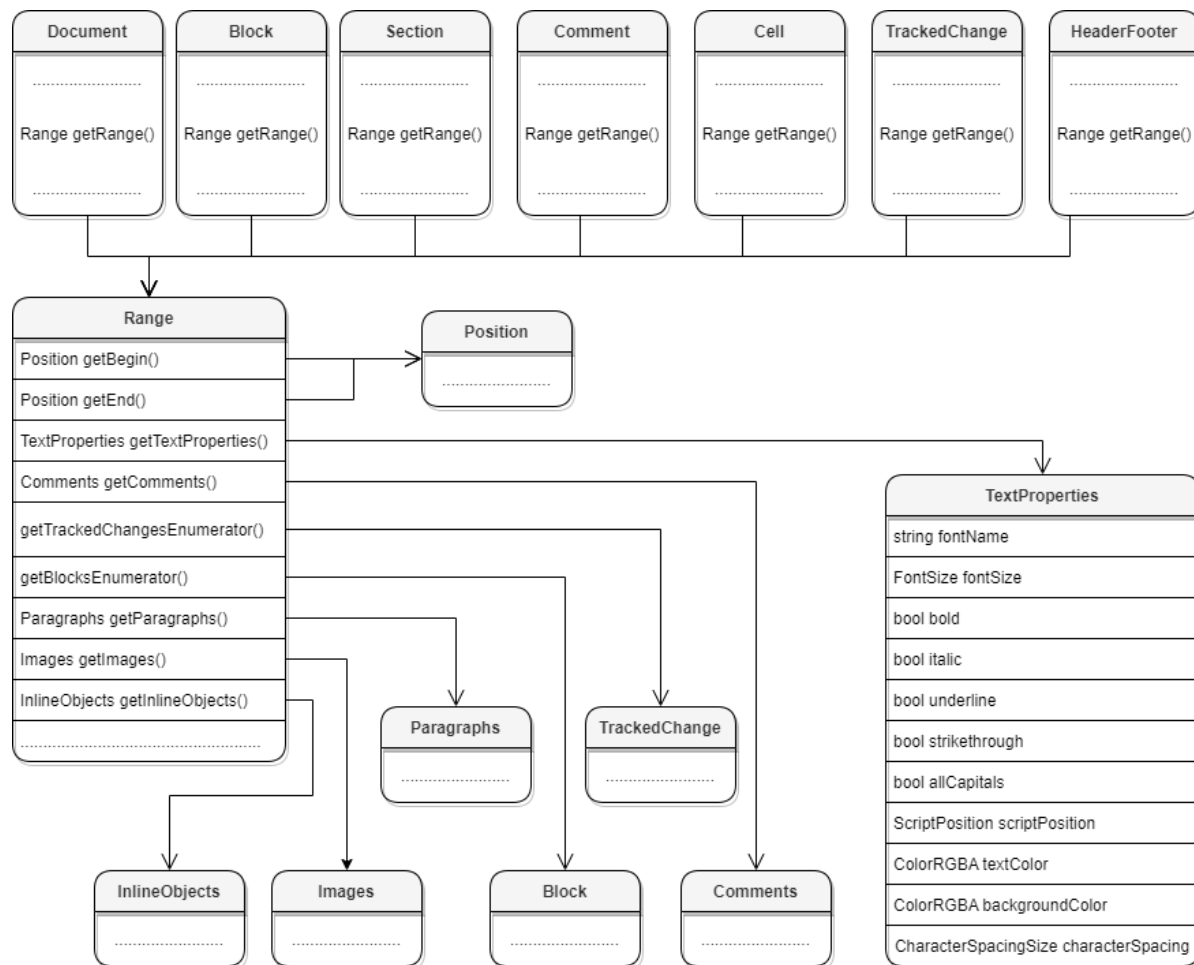 Document
Block
Section
Comment
Cell
TrackedChange
HeaderFooter
...........................
...........................
...........................
...........................
...........................
...........................
...........................
Range getRange()
Range getRange()
Range getRange()
Range getRange()
Range getRange()
Range getRange()
Range getRange()
...........................
...........................
...........................
...........................
...........................
...........................
...........................
Range
Position getBegin()
Position getEnd()
TextProperties getTextProperties()
Comments getComments()
getTrackedChangesEnumerator()
getBlocksEnumerator()
Paragraphs getParagraphs()
Images getImages()
InlineObjects getInlineObjects()
............................................................
Position
...........................
TextProperties
string fontName
FontSize fontSize
bool bold
bool italic
bool underline
bool strikethrough
bool allCapitals
ScriptPosition scriptPosition
ColorRGBA textColor
ColorRGBA backgroundColor
CharacterSpacingSize characterSpacing
Paragraphs
...........................
TrackedChange
...........................
InlineObjects
...........................
Images
...........................
Block
...........................
Comments
...........................